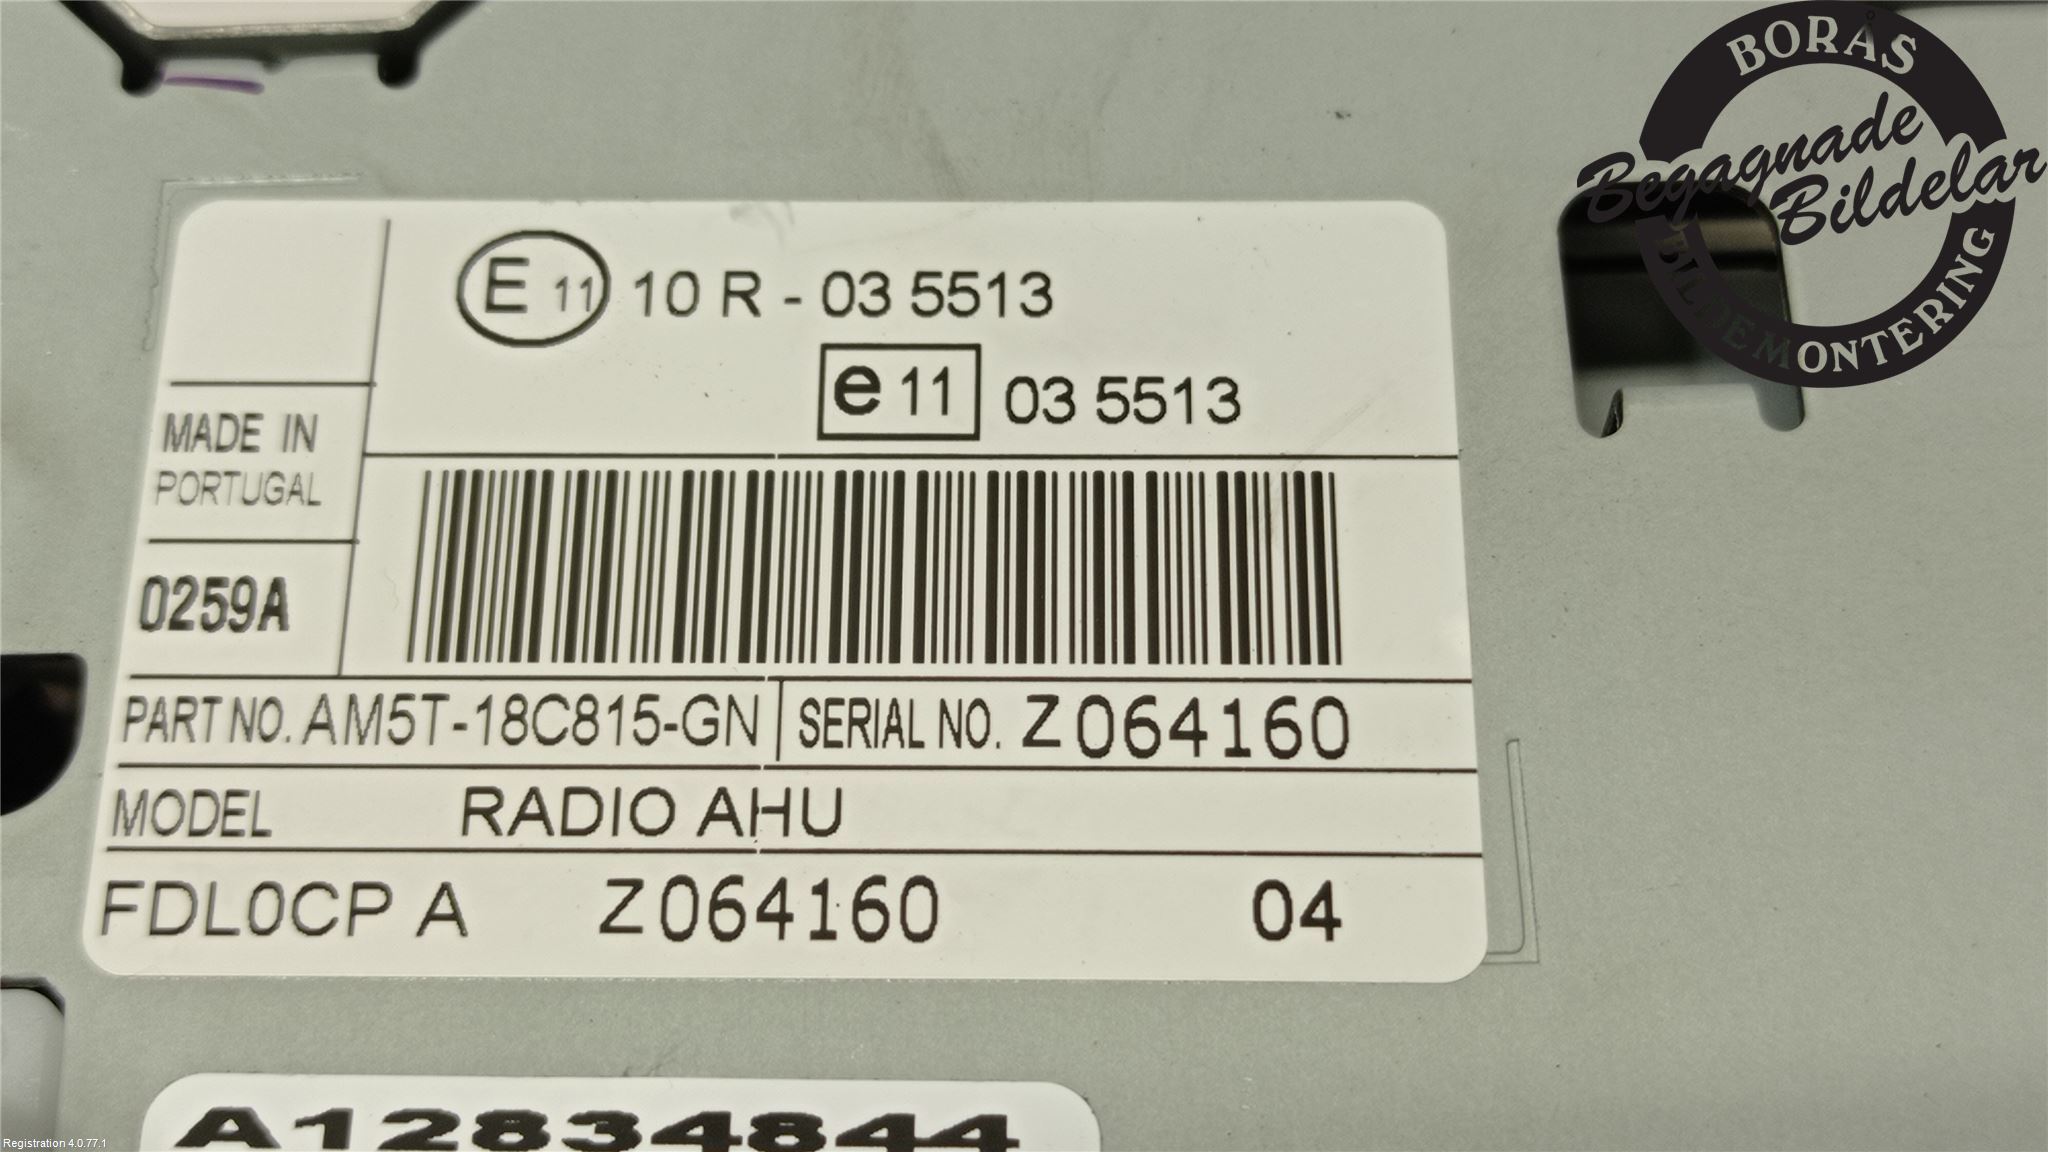 BORÅS
Begagnade
Bildelar
BILDEMONTERING
E 11 10 R - 03 5513
e 11 03 5513
MADE IN
PORTUGAL
0259A
PART NO. AM5T-18C815-GN SERIAL NO. Z064160
MODEL RADIO AHU
FDL0CP A Z064160 04
A12834844
Registration 4.0.77.1